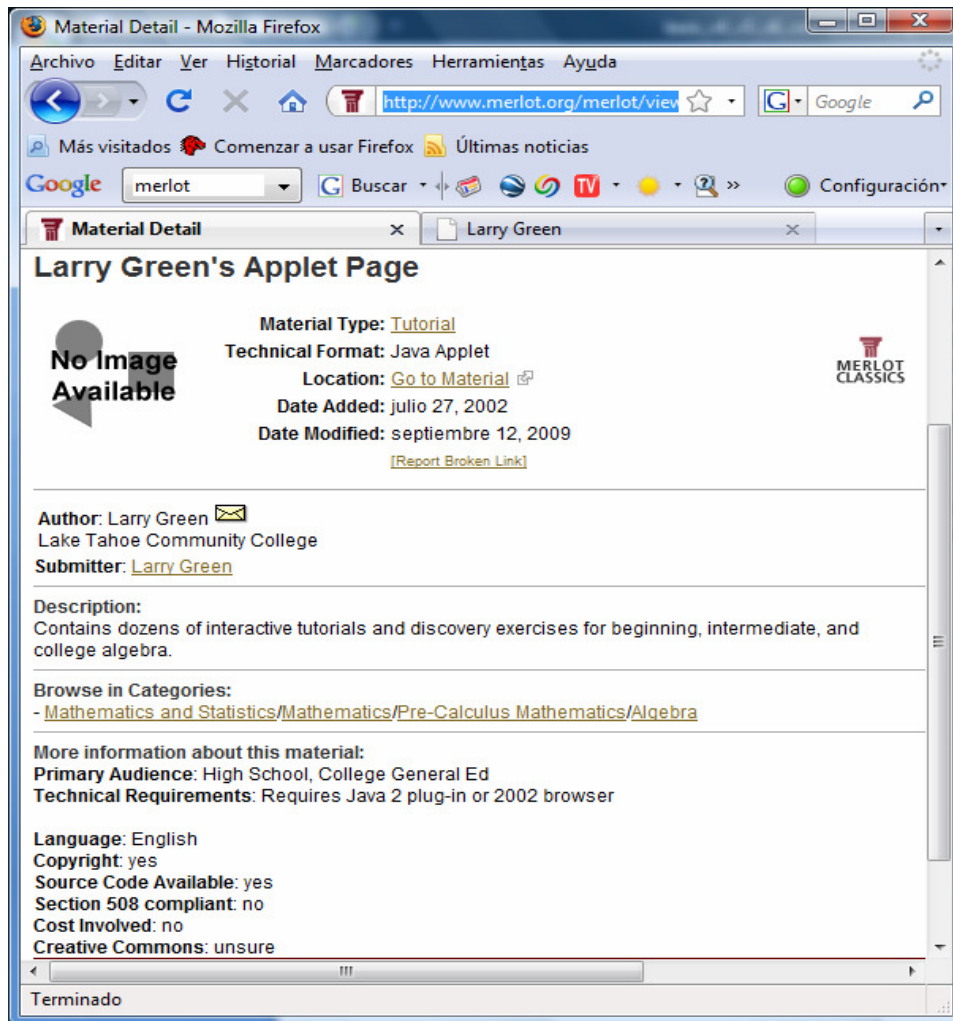 Material Detail - Mozilla Firefox
Archivo Editar Ver Historial Marcadores Herramientas Ayuda
http://www.merlot.org/merlot/view
G Google
Más visitados Comenzar a usar Firefox Últimas noticias
Google merlot G Buscar TV » Configuración
Material Detail Larry Green
Larry Green's Applet Page
No Image Available
Material Type: Tutorial
Technical Format: Java Applet
Location: Go to Material
Date Added: julio 27, 2002
Date Modified: septiembre 12, 2009
[Report Broken Link]
MERLOT
CLASSICS
Author: Larry Green
Lake Tahoe Community College
Submitter: Larry Green
Description:
Contains dozens of interactive tutorials and discovery exercises for beginning, intermediate, and
college algebra.
Browse in Categories:
- Mathematics and Statistics/Mathematics/Pre-Calculus Mathematics/Algebra
More information about this material:
Primary Audience: High School, College General Ed
Technical Requirements: Requires Java 2 plug-in or 2002 browser
Language: English
Copyright: yes
Source Code Available: yes
Section 508 compliant: no
Cost Involved: no
Creative Commons: unsure
Terminado